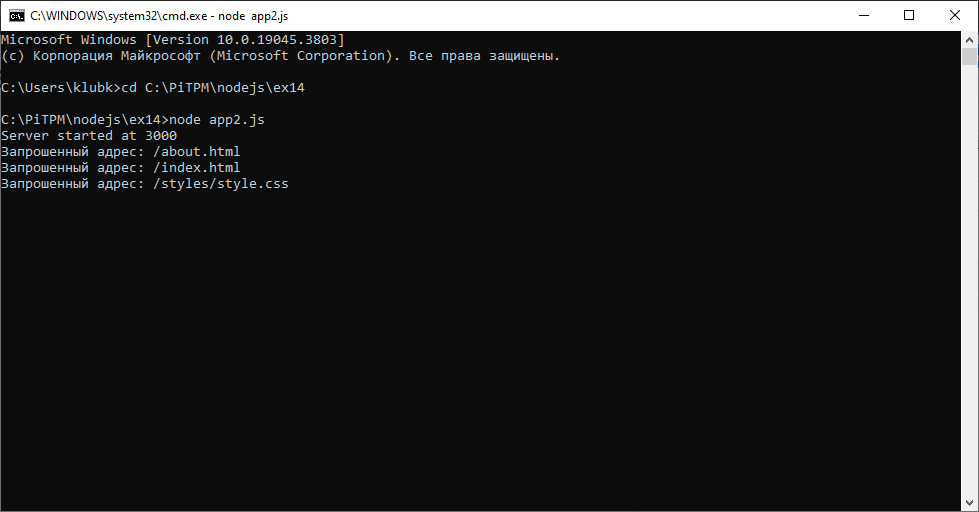 C:\WINDOWS\system32\cmd.exe - node  app2.js
Microsoft Windows [Version 10.0.19045.3803]
(c) Корпорация Майкрософт (Microsoft Corporation). Все права защищены.
C:\Users\klubk>cd C:\PiTPM\nodejs\ex14
C:\PiTPM\nodejs\ex14>node app2.js
Server started at 3000
Запрошенный адрес: /about.html
Запрошенный адрес: /index.html
Запрошенный адрес: /styles/style.css